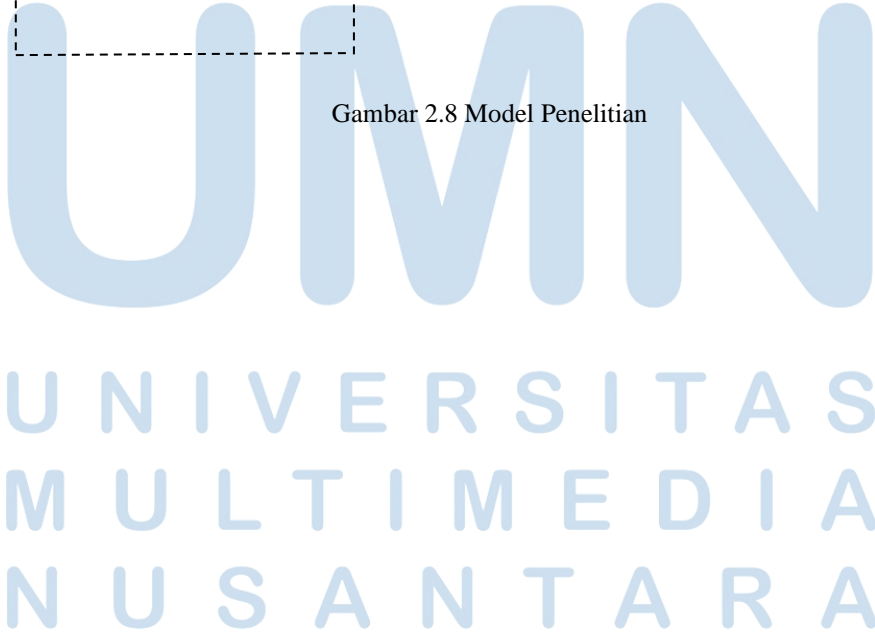 Gambar 2.8 Model Penelitian
UMN
UNIVERSITAS
MULTIMEDIA
NUSANTARA